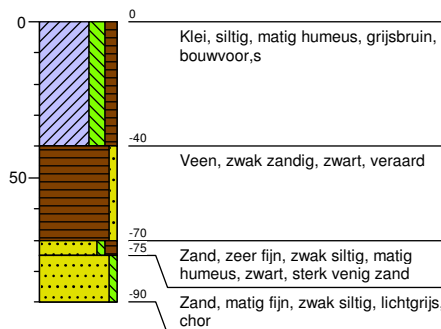 0
0
Klei, siltig, matig humeus, grijsbruin,
bouwvoor,s
-40
Veen, zwak zandig, zwart, veraard
50
-70
-75
Zand, zeer fijn, zwak siltig, matig
humeus, zwart, sterk venig zand
-90
Zand, matig fijn, zwak siltig, lichtgrijs,
chor